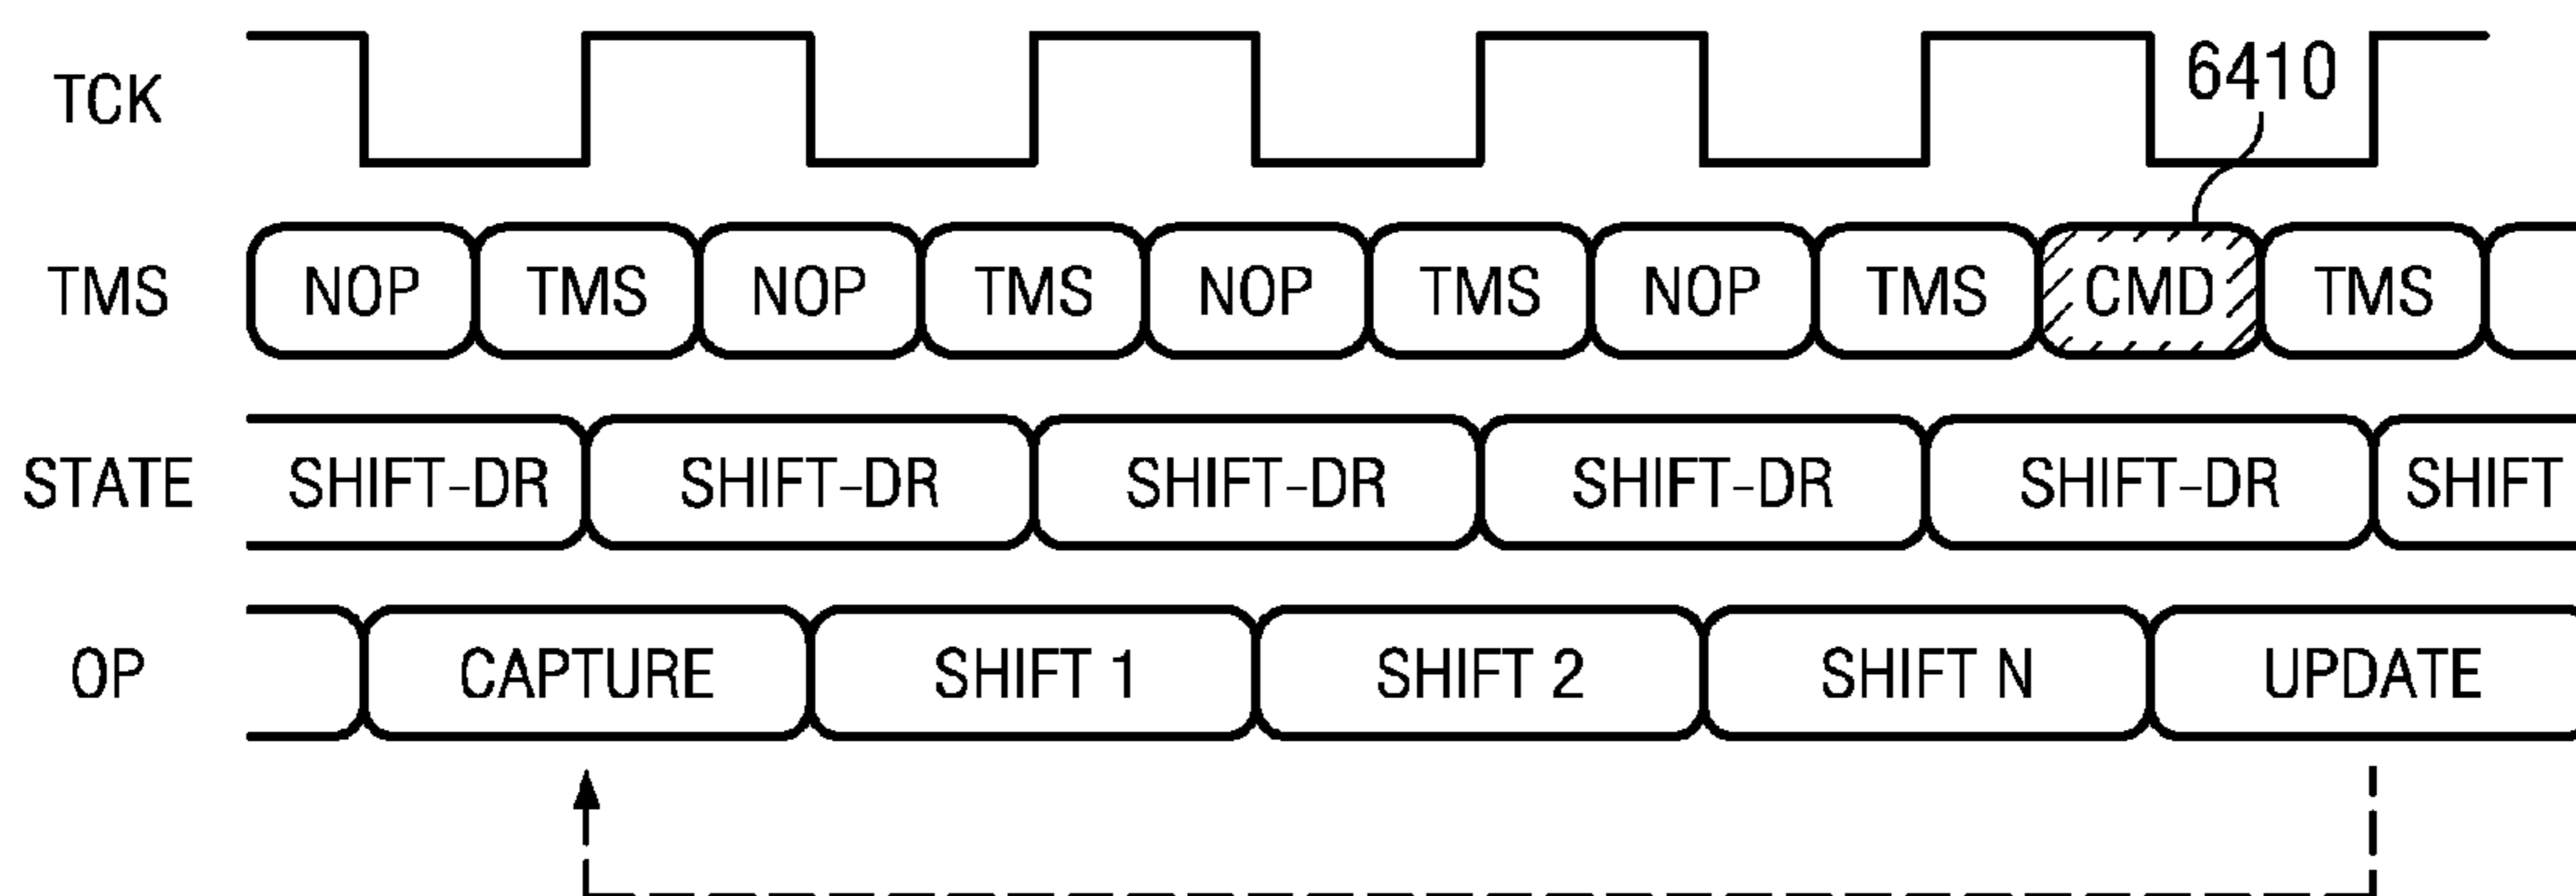 TCK 6410
TMS NOP TMS NOP TMS NOP TMS NOP TMS CMD TMS
STATE SHIFT-DR SHIFT-DR SHIFT-DR SHIFT-DR SHIFT-DR SHIFT
OP CAPTURE SHIFT 1 SHIFT 2 SHIFT N UPDATE